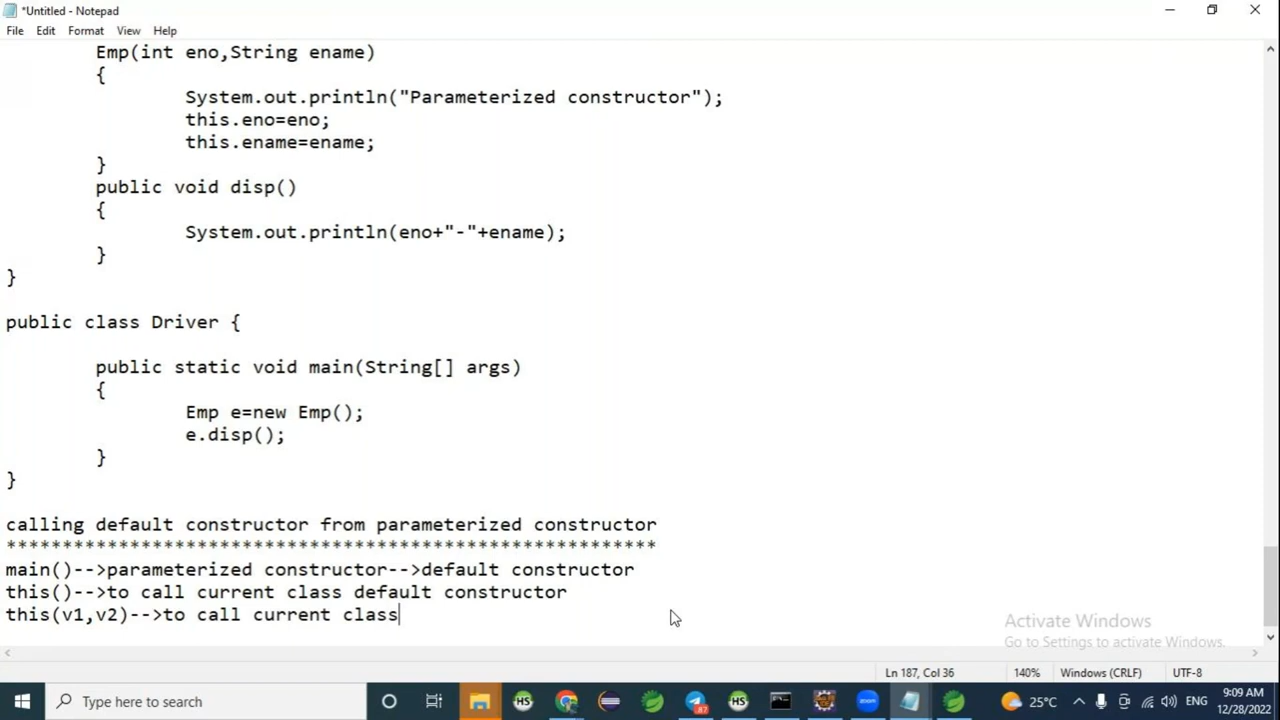 *Untitled - Notepad
File Edit Format View Help
Emp(int eno,String ename)
{
System.out.println("Parameterized constructor");
this.eno=eno;
this.ename=ename;
}
public void disp()
{
System.out.println(eno+"-"+ename);
}
}
public class Driver {
public static void main(String[] args)
{
Emp e=new Emp();
e.disp();
}
}
calling default constructor from parameterized constructor
**********************************************************
main()-->parameterized constructor-->default constructor
this()-->to call current class default constructor
this(v1,v2)-->to call current class
Activate Windows
Go to Settings to activate Windows.
Ln 187, Col 36 140% Windows (CRLF) UTF-8
Type here to search HS 87 HS zoom 25°C ENG 9:09 AM
12/28/2022